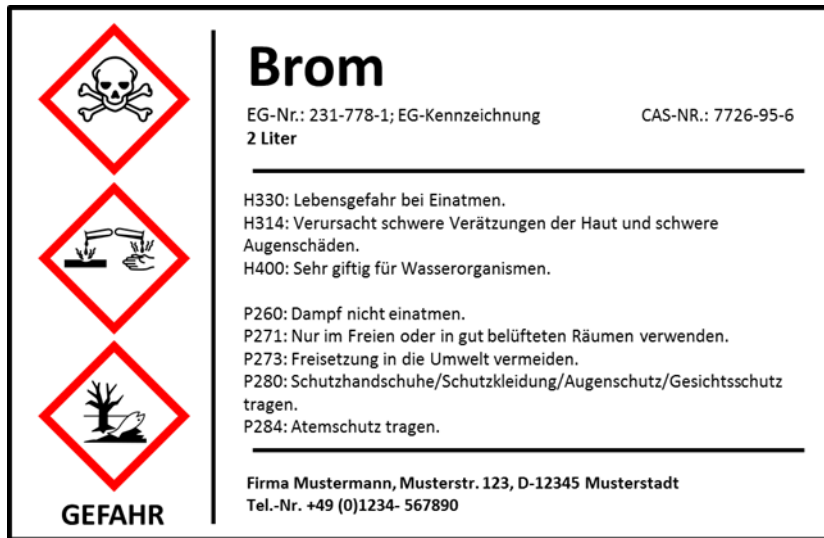 Brom
EG-Nr.: 231-778-1; EG-Kennzeichnung CAS-NR.: 7726-95-6
2 Liter
H330: Lebensgefahr bei Einatmen.
H314: Verursacht schwere Verätzungen der Haut und schwere
Augenschäden.
H400: Sehr giftig für Wasserorganismen.
P260: Dampf nicht einatmen.
P271: Nur im Freien oder in gut belüfteten Räumen verwenden.
P273: Freisetzung in die Umwelt vermeiden.
P280: Schutzhandschuhe/Schutzkleidung/Augenschutz/Gesichtsschutz
tragen.
P284: Atemschutz tragen.
Firma Mustermann, Musterstr. 123, D-12345 Musterstadt
Tel.-Nr. +49 (0)1234- 567890
GEFAHR